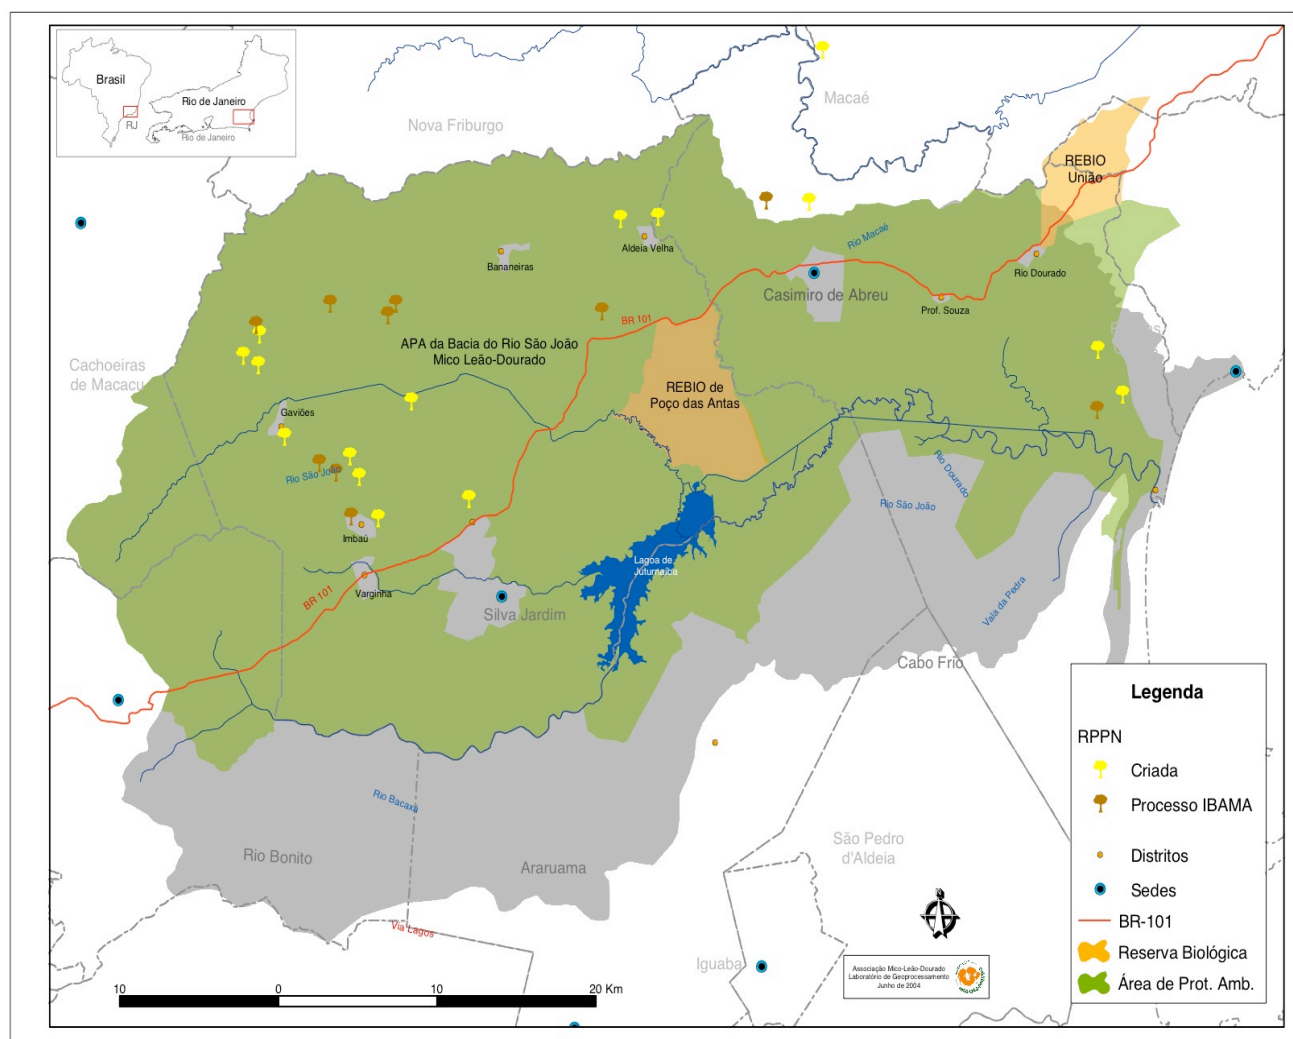 Brasil
RJ
Rio de Janeiro
Rio de Janeiro
Nova Friburgo
Macaé
REBIO
União
Rio Macaé
Aldeia Velha
Bananeiras
Rio Dourado
Casimiro de Abreu
Prof. Souza
BR 101
APA da Bacia do Rio São João
Mico Leão-Dourado
Cachoeiras
de Macacu
REBIO de
Poço das Antas
Gaviões
Rio São João
Rio Dourado
Rio São João
Imbaú
Lagoa de
Juturnaíba
Varginha
BR 101
Silva Jardim
Vala da Pedra
Cabo Frio
Rio Bacaxá
Rio Bonito
Araruama
São Pedro
d'Aldeia
Via Lagos
Iguaba
10 0 10 20 Km
Associação Mico-Leão-Dourado
Laboratório de Geoprocessamento
Junho de 2004
Legenda
RPPN
Criada
Processo IBAMA
Distritos
Sedes
BR-101
Reserva Biológica
Área de Prot. Amb.